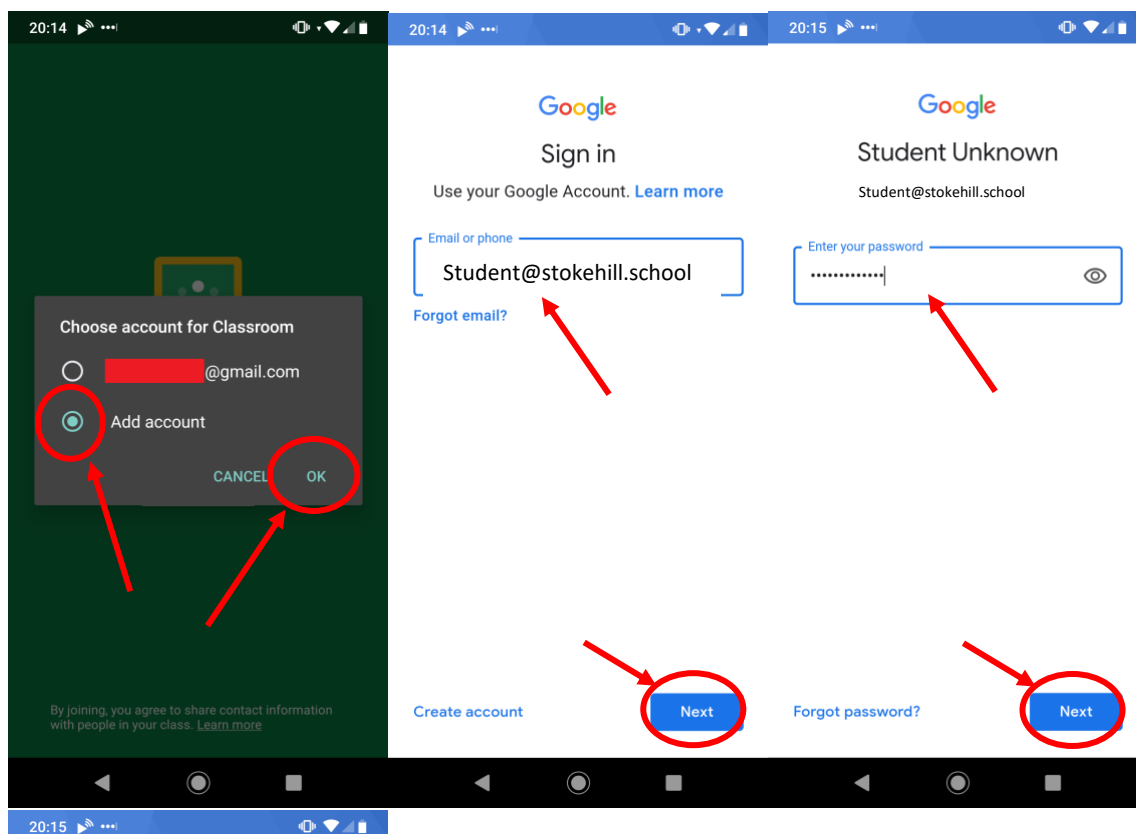 20:14
Choose account for Classroom
@gmail.com
Add account
CANCEL OK
By joining, you agree to share contact information
with people in your class. Learn more
20:14
Google
Sign in
Use your Google Account. Learn more
Email or phone
Student@stokehill.school
Forgot email?
Create account Next
20:15
Google
Student Unknown
Student@stokehill.school
Enter your password
•••••••••••••
Forgot password? Next
20:15